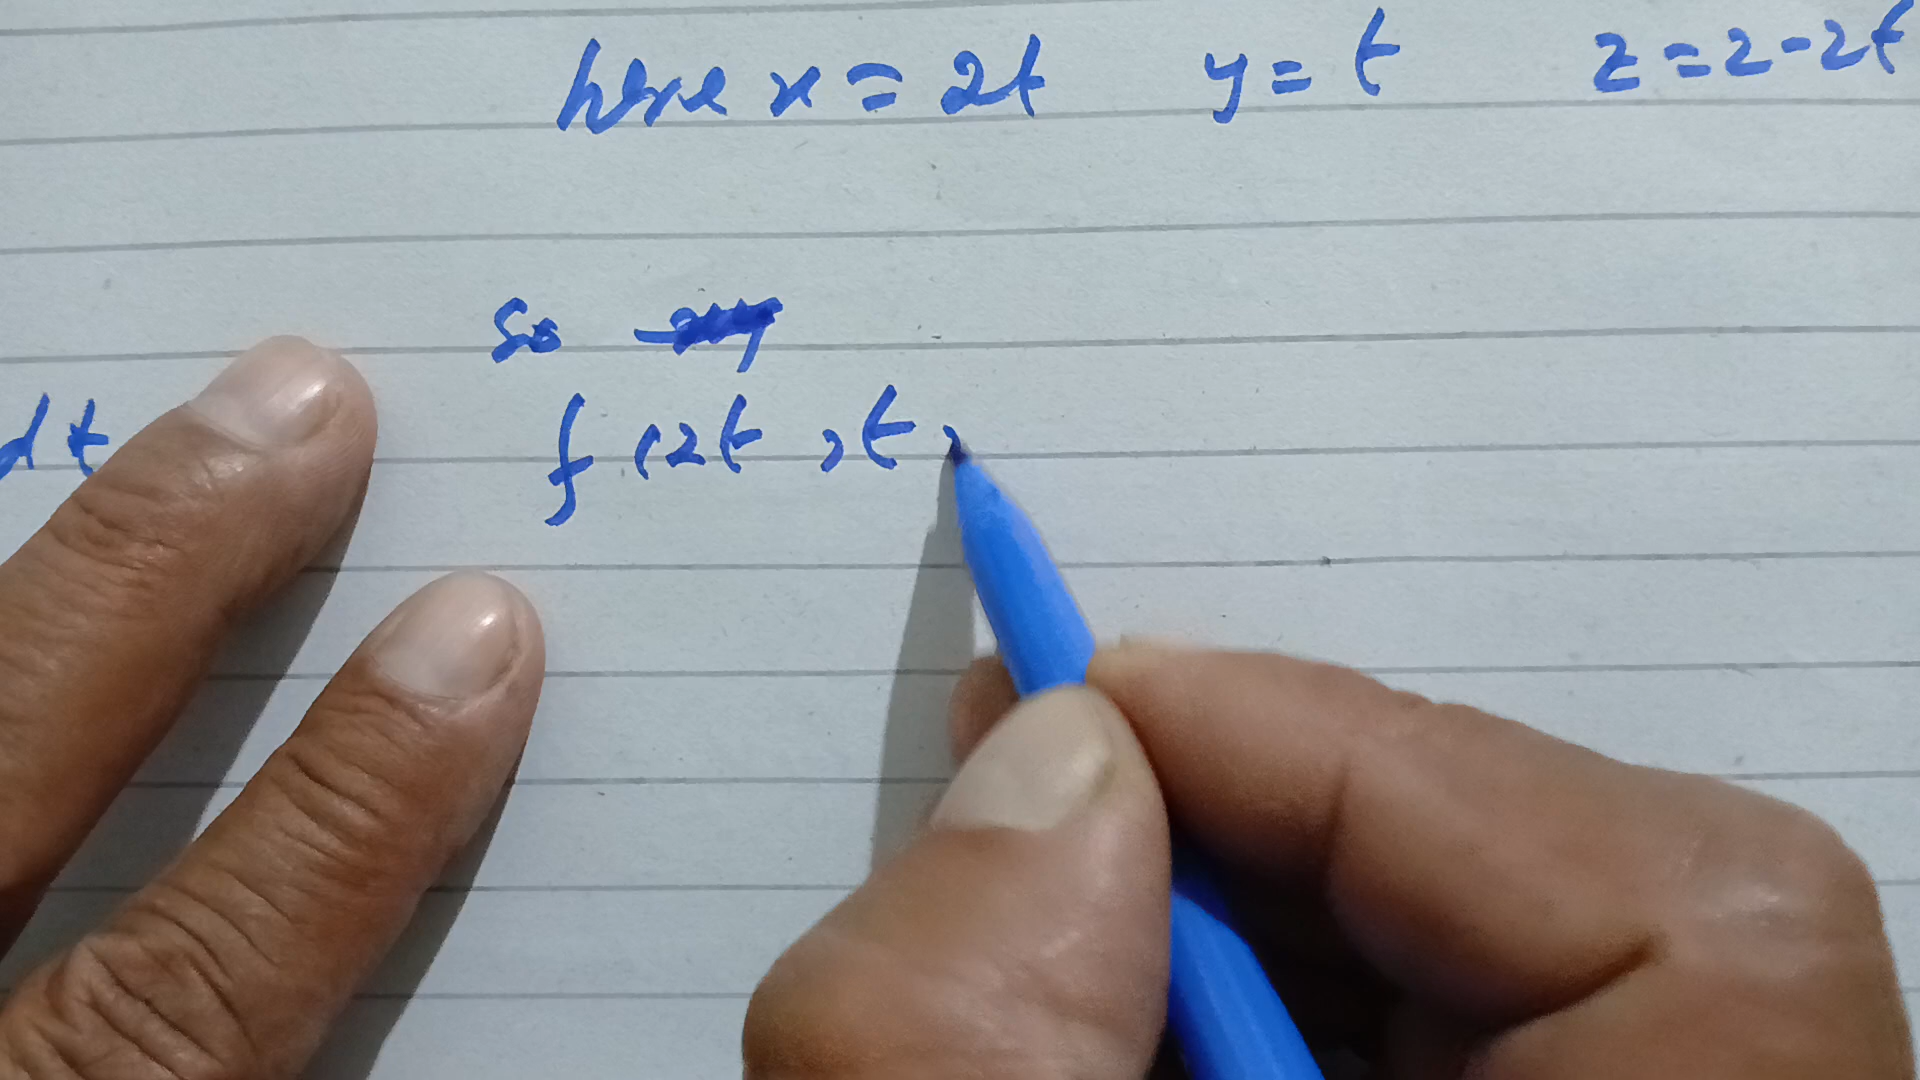 here x = 2t y = t z = 2-2t
so
dt f (2t , t ,